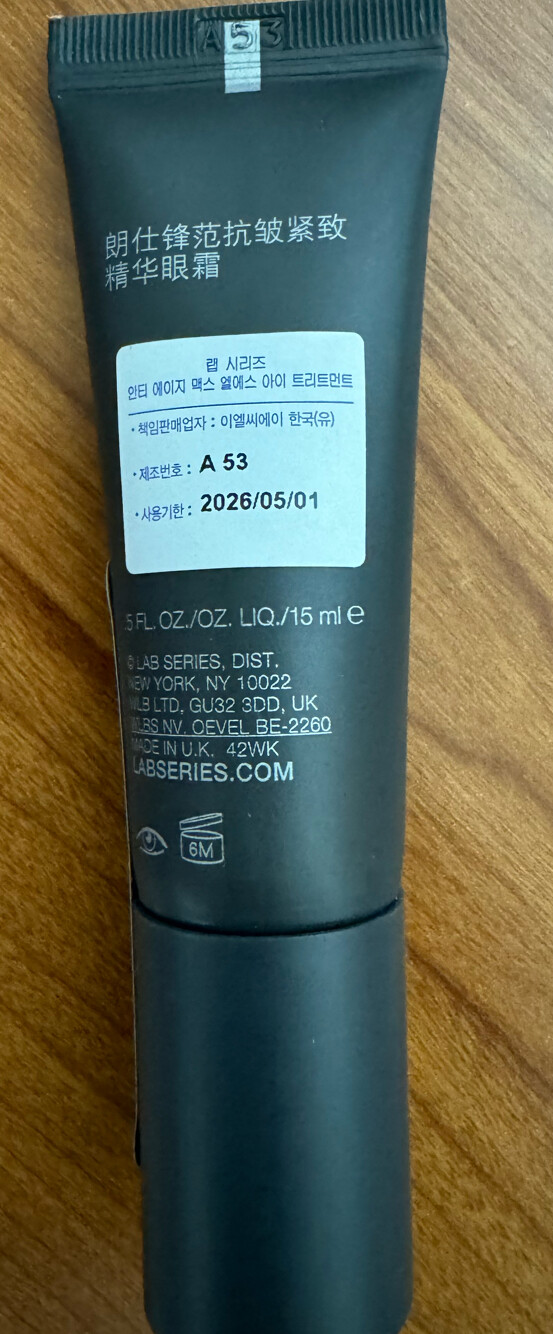 A53
朗仕锋范抗皱紧致
精华眼霜
랩 시리즈
안티 에이지 맥스 엘에스 아이 트리트먼트
• 책임판매업자 : 이엘씨에이 한국(유)
• 제조번호 : A 53
• 사용기한 : 2026/05/01
.5 FL. OZ./OZ. LIQ./15 ml e
© LAB SERIES, DIST.
NEW YORK, NY 10022
LTD, GU32 3DD, UK
NV. OEVEL BE-2260
MADE IN U.K. 42WK
LABSERIES.COM
6M